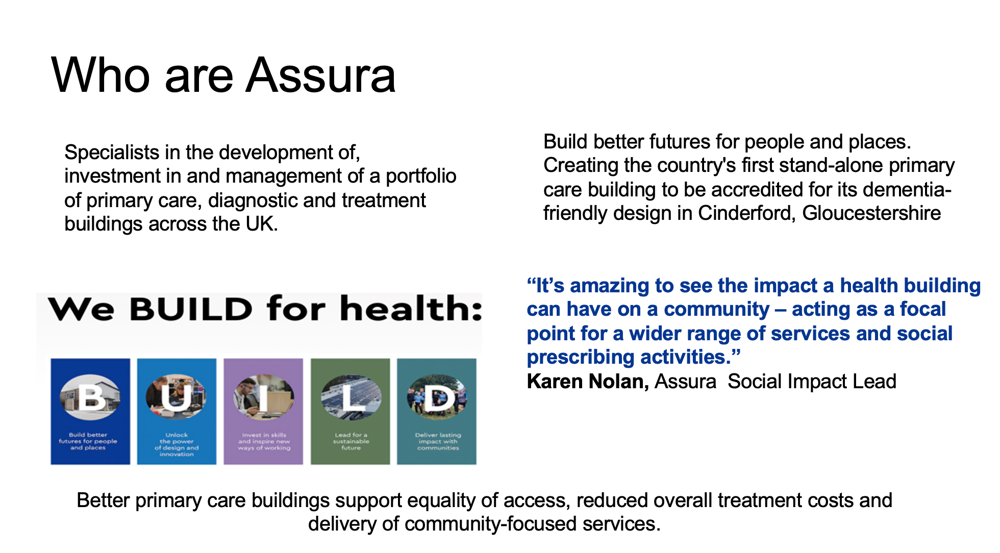 Who are Assura
Specialists in the development of,
investment in and management of a portfolio
of primary care, diagnostic and treatment
buildings across the UK.
Build better futures for people and places.
Creating the country's first stand-alone primary
care building to be accredited for its dementia-
friendly design in Cinderford, Gloucestershire
We BUILD for health:
B
Build better
futures for people
and places
U
Unlock
the power
of design and
innovation
I
Invest in skills
and inspire new
ways of working
L
Lead for a
sustainable
future
D
Deliver lasting
impact with
communities
“It’s amazing to see the impact a health building
can have on a community – acting as a focal
point for a wider range of services and social
prescribing activities.”
Karen Nolan, Assura  Social Impact Lead
Better primary care buildings support equality of access, reduced overall treatment costs and
delivery of community-focused services.